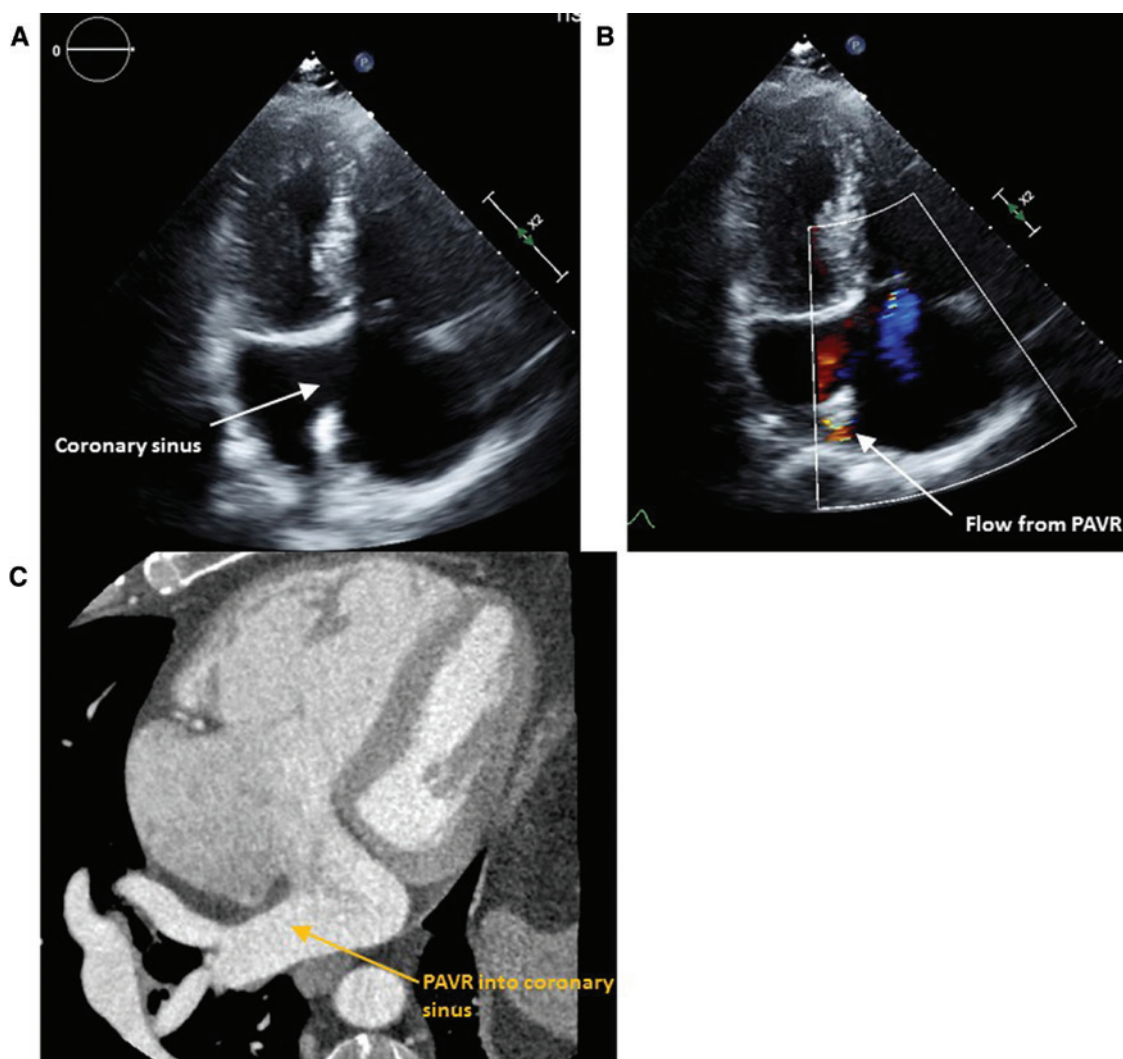 A
0
P
X2
Coronary sinus
B
P
X2
Flow from PAVR
C
PAVR into coronary
sinus